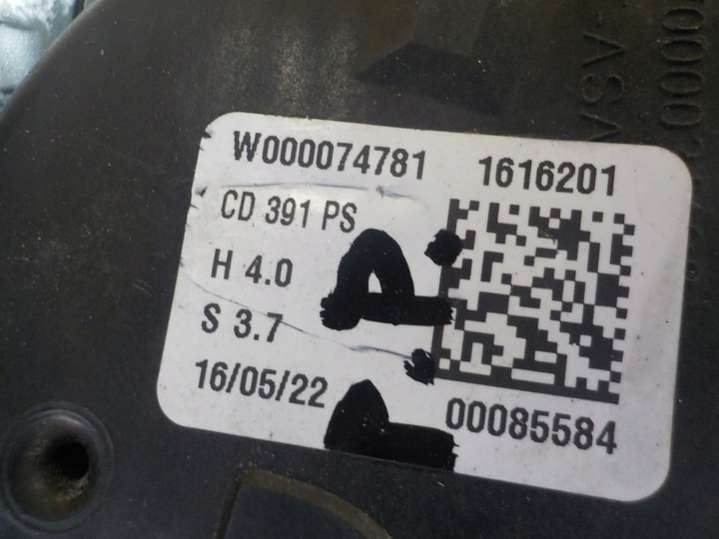 W000074781 1616201
CD 391 PS
H 4.0
S 3.7
16/05/22
00085584